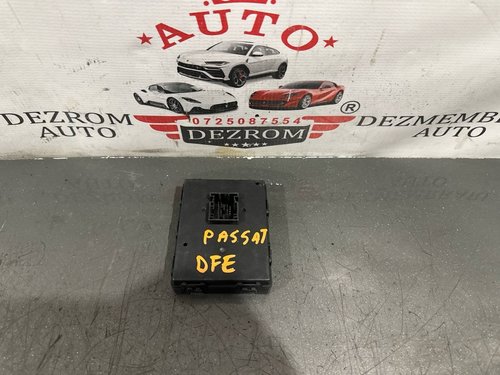 AUTO
DEZROM
AUTO
0725087554
DEZROM
®
DEZMEMBR
AUTO
PASSAT
DFE